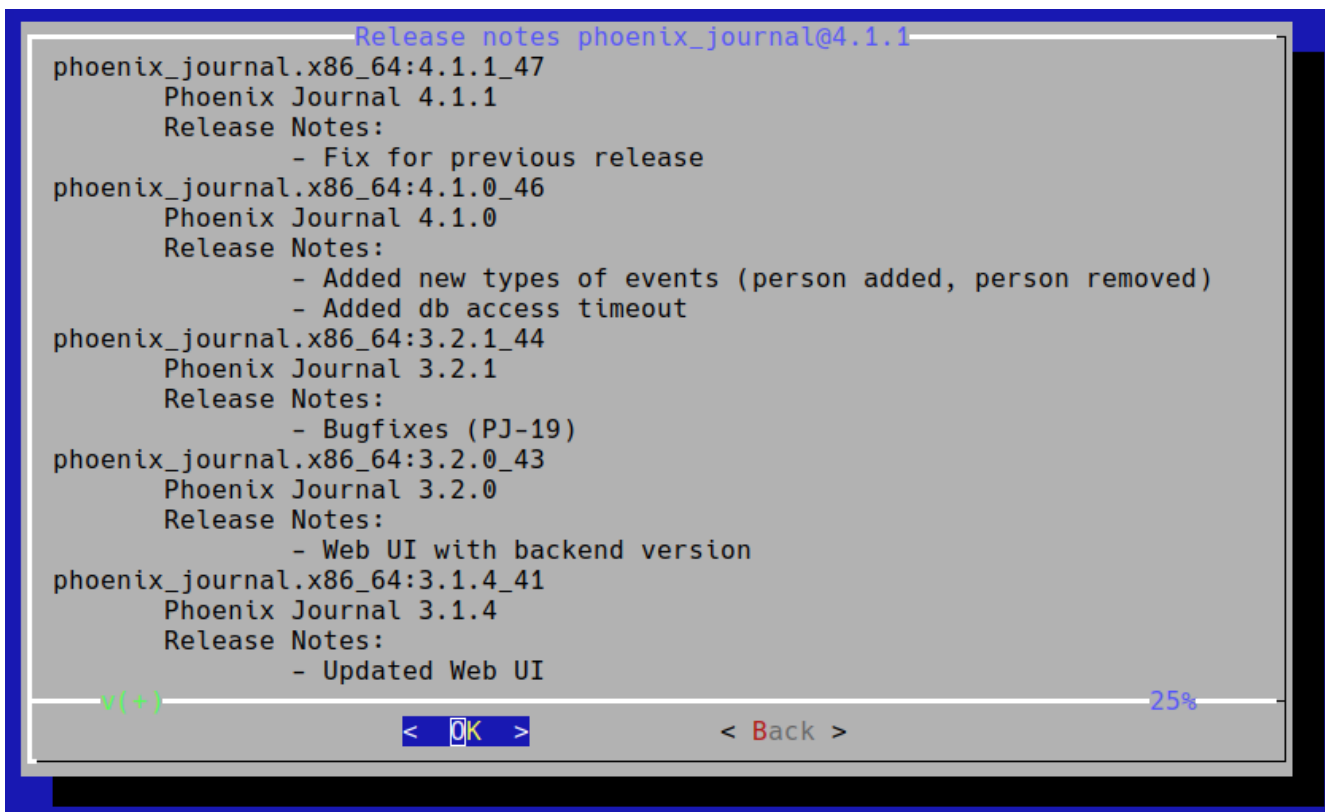 Release notes phoenix_journal@4.1.1
phoenix_journal.x86_64:4.1.1_47
Phoenix Journal 4.1.1
Release Notes:
- Fix for previous release
phoenix_journal.x86_64:4.1.0_46
Phoenix Journal 4.1.0
Release Notes:
- Added new types of events (person added, person removed)
- Added db access timeout
phoenix_journal.x86_64:3.2.1_44
Phoenix Journal 3.2.1
Release Notes:
- Bugfixes (PJ-19)
phoenix_journal.x86_64:3.2.0_43
Phoenix Journal 3.2.0
Release Notes:
- Web UI with backend version
phoenix_journal.x86_64:3.1.4_41
Phoenix Journal 3.1.4
Release Notes:
- Updated Web UI
v(+) 25%
< OK > < Back >